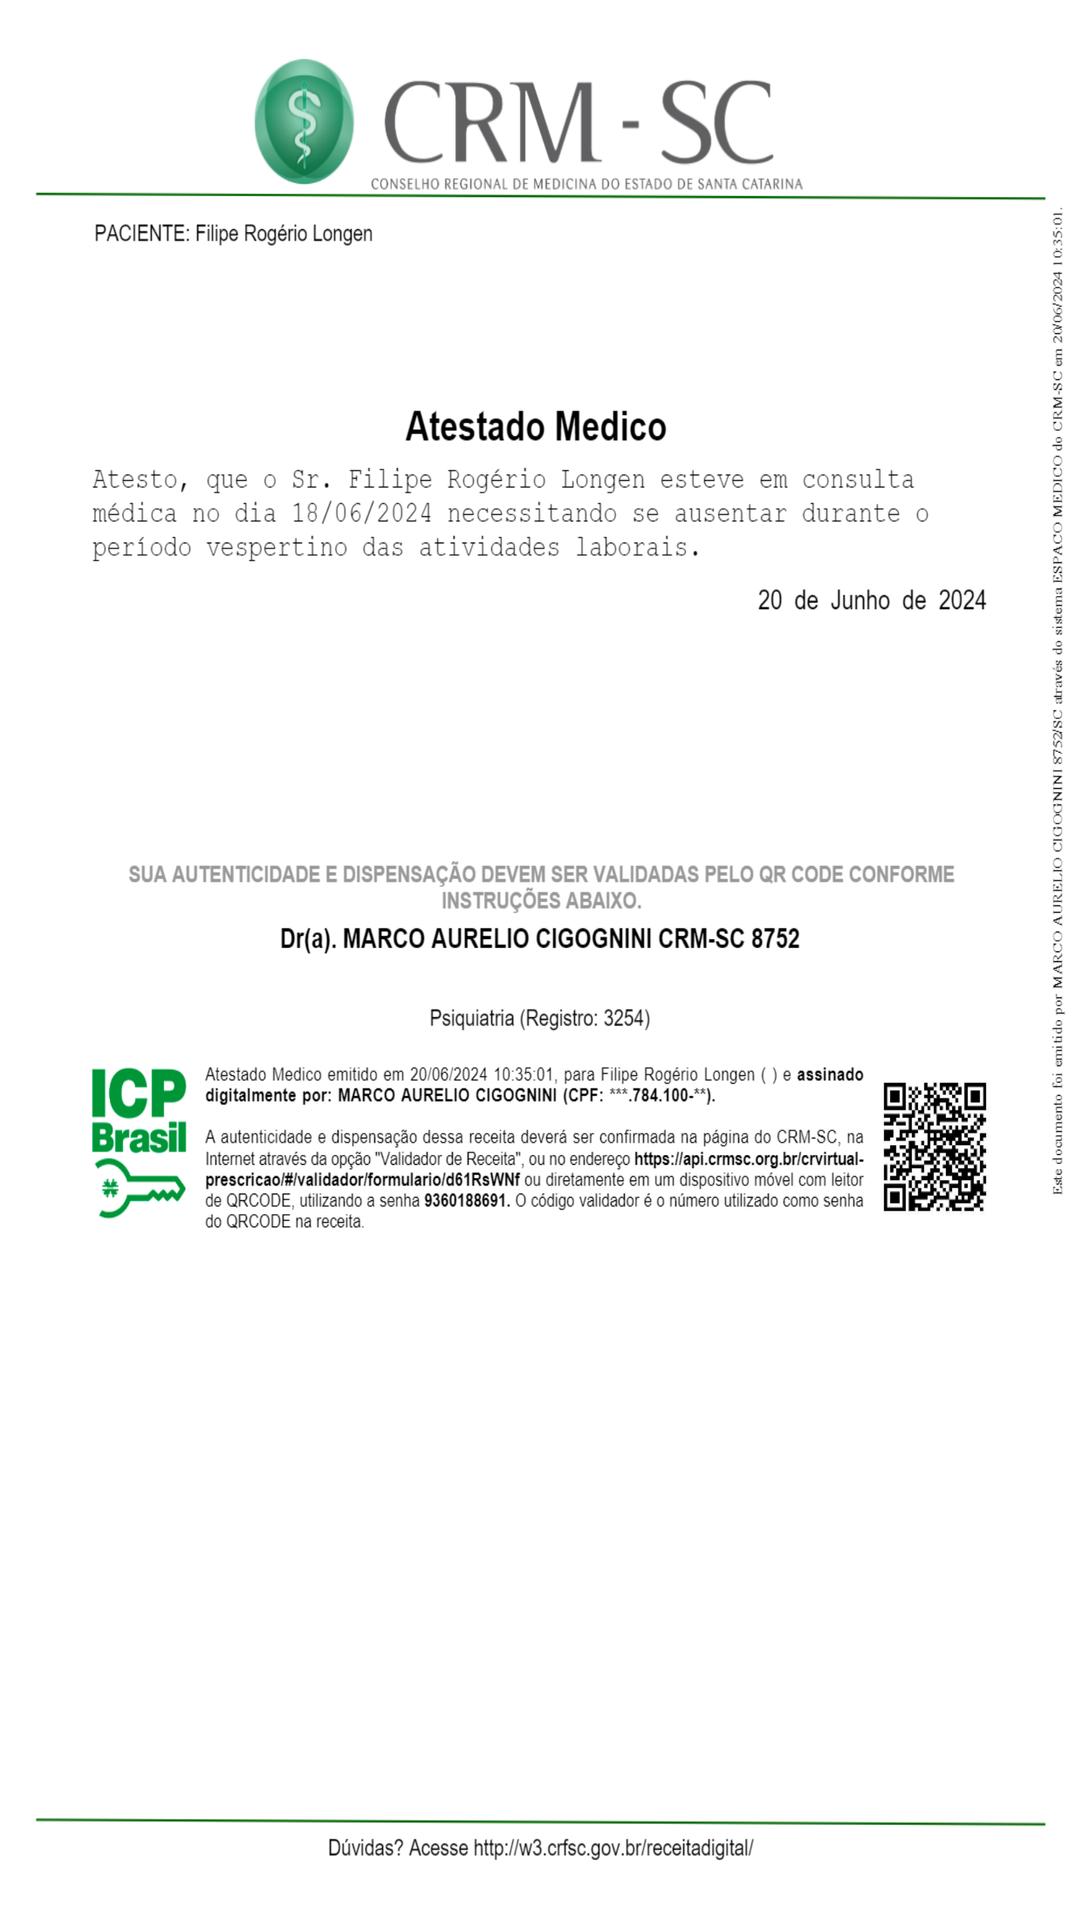 CRM - SC
CONSELHO REGIONAL DE MEDICINA DO ESTADO DE SANTA CATARINA
PACIENTE: Filipe Rogério Longen
Atestado Medico
Atesto, que o Sr. Filipe Rogério Longen esteve em consulta
médica no dia 18/06/2024 necessitando se ausentar durante o
período vespertino das atividades laborais.
20 de Junho de 2024
SUA AUTENTICIDADE E DISPENSAÇÃO DEVEM SER VALIDADAS PELO QR CODE CONFORME
INSTRUÇÕES ABAIXO.
Dr(a). MARCO AURELIO CIGOGNINI CRM-SC 8752
Psiquiatria (Registro: 3254)
ICP
Brasil
Atestado Medico emitido em 20/06/2024 10:35:01, para Filipe Rogério Longen ( ) e assinado
digitalmente por: MARCO AURELIO CIGOGNINI (CPF: ***.784.100-**).
A autenticidade e dispensação dessa receita deverá ser confirmada na página do CRM-SC, na
Internet através da opção "Validador de Receita", ou no endereço https://api.crmsc.org.br/crvirtual-
prescricao/#/validador/formulario/d61RsWNf ou diretamente em um dispositivo móvel com leitor
de QRCODE, utilizando a senha 9360188691. O código validador é o número utilizado como senha
do QRCODE na receita.
Este documento foi emitido por MARCO AURELIO CIGOGNINI 8752/SC através do sistema ESPACO MEDICO do CRM-SC em 20/06/2024 10:35:01.
Dúvidas? Acesse http://w3.crfsc.gov.br/receitadigital/